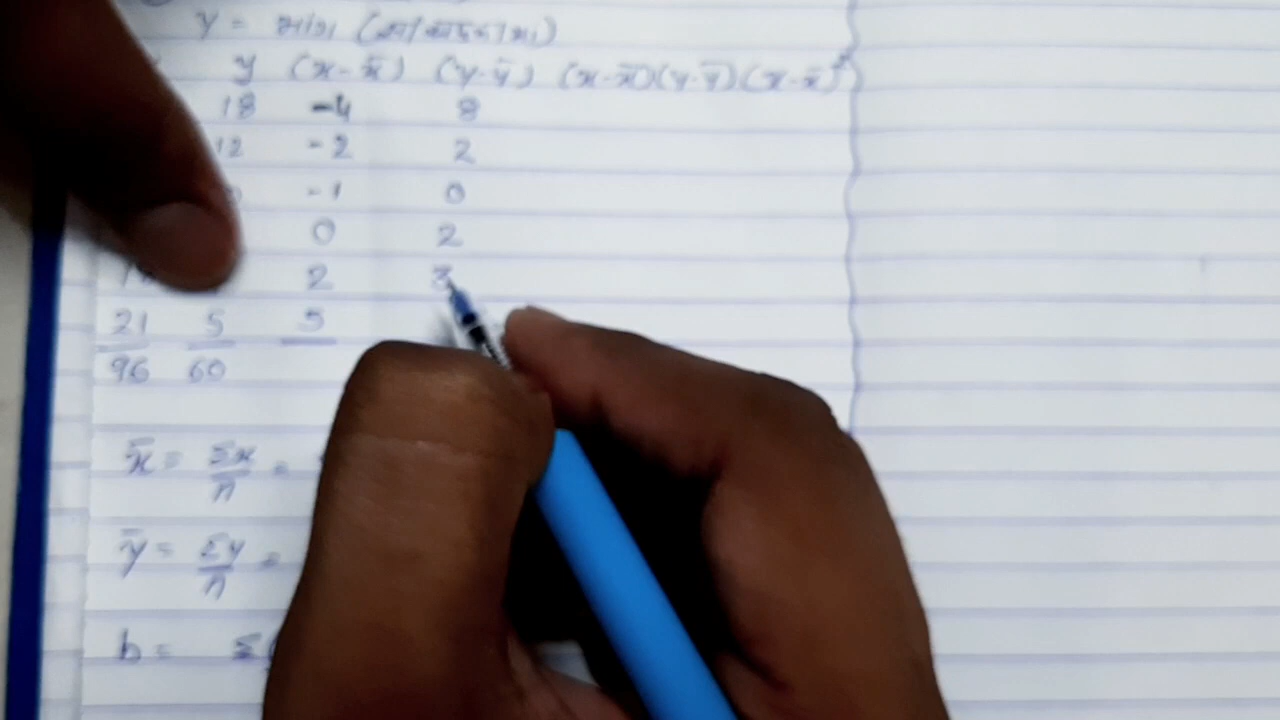 y = માંગ
y (x-x̄) (y-ȳ) (x-x̄)(y-ȳ) (x-x̄)²
18 -4 8
12 -2 2
-1 0
0 2
2 3
21 5 5
96 60
x̄ = Σx/n =
ȳ = Σy/n =
b = Σ(